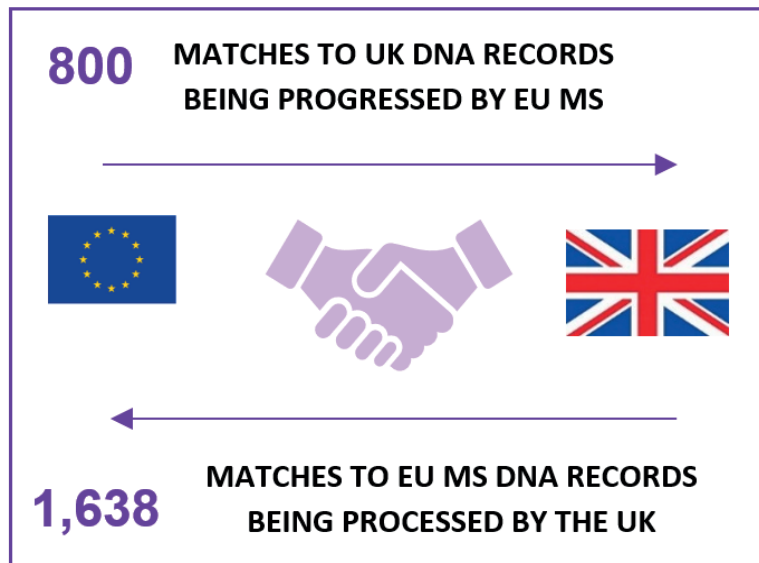 800
MATCHES TO UK DNA RECORDS
BEING PROGRESSED BY EU MS
1,638
MATCHES TO EU MS DNA RECORDS
BEING PROCESSED BY THE UK